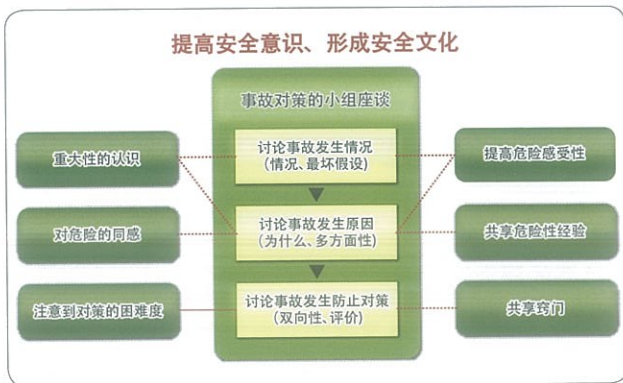 提高安全意识、形成安全文化
事故对策的小组座谈
重大性的认识
讨论事故发生情况
(情况、最坏假设)
提高危险感受性
对危险的同感
讨论事故发生原因
(为什么、多方面性)
共享危险性经验
注意到对策的困难度
讨论事故发生防止对策
(双向性、评价)
共享窍门